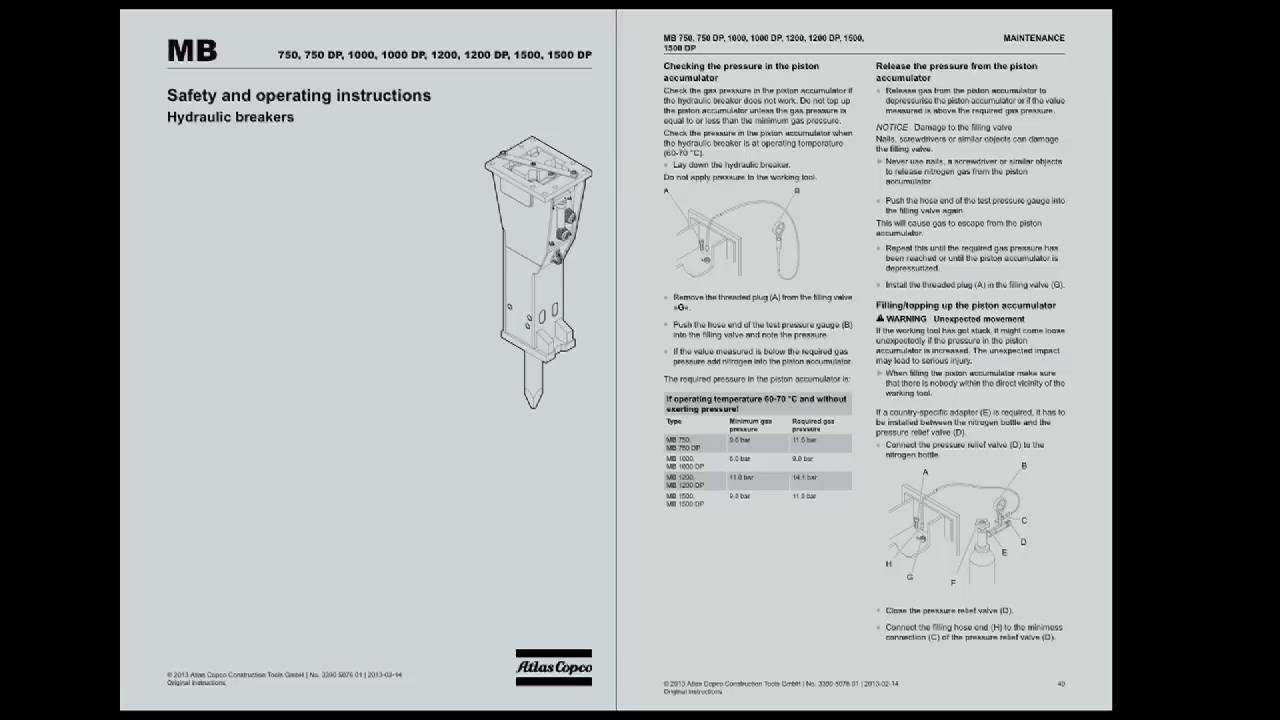 MB
750, 750 DP, 1000, 1000 DP, 1200, 1200 DP, 1500, 1500 DP
Safety and operating instructions
Hydraulic breakers
Atlas Copco
© 2013 Atlas Copco Construction Tools GmbH | No. 3390 5076 01 | 2013-02-14
Original instructions
MB 750, 750 DP, 1000, 1000 DP, 1200, 1200 DP, 1500,
1500 DP
MAINTENANCE
Checking the pressure in the piston
accumulator
Check the gas pressure in the piston accumulator if
the hydraulic breaker does not work. Do not top up
the piston accumulator unless the gas pressure is
equal to or less than the minimum gas pressure.
Check the pressure in the piston accumulator when
the hydraulic breaker is at operating temperature
(60-70 °C).
Lay down the hydraulic breaker.
Do not apply pressure to the working tool.
A B
Remove the threaded plug (A) from the filling valve
»G«.
Push the hose end of the test pressure gauge (B)
into the filling valve and note the pressure.
If the value measured is below the required gas
pressure add nitrogen into the piston accumulator.
The required pressure in the piston accumulator is:
If operating temperature 60-70 °C and without
exerting pressure!
Type Minimum gas pressure Required gas pressure
MB 750,
MB 750 DP 11.5 bar
MB 1000,
MB 1000 DP
MB 1200,
MB 1200 DP 14.1 bar
MB 1500,
MB 1500 DP
Release the pressure from the piston
accumulator
Release gas from the piston accumulator to
depressurise the piston accumulator or if the value
measured is above the required gas pressure.
NOTICE Damage to the filling valve
Nails, screwdrivers or similar objects can damage
the filling valve.
Never use nails, a screwdriver or similar objects
to release nitrogen gas from the piston
accumulator.
Push the hose end of the test pressure gauge into
the filling valve again
This will cause gas to escape from the piston
accumulator.
Repeat this until the required gas pressure has
been reached or until the piston accumulator is
depressurized.
Install the threaded plug (A) in the filling valve (G).
Filling/topping up the piston accumulator
WARNING Unexpected movement
If the working tool has got stuck, it might come loose
unexpectedly if the pressure in the piston
accumulator is increased. The unexpected impact
may lead to serious injury.
When filling the piston accumulator make sure
that there is nobody within the direct vicinity of the
working tool.
If a country-specific adaptor (E) is required, it has to
be installed between the nitrogen bottle and the
pressure relief valve (D).
Connect the pressure relief valve (D) to the
nitrogen bottle.
A
B
C
D
E
F
G
H
Close the pressure relief valve (D).
Connect the filling hose end (H) to the minimess
connection (C) of the pressure relief valve (D).
© 2013 Atlas Copco Construction Tools GmbH | No. 3390 5076 01 | 2013-02-14
Original instructions